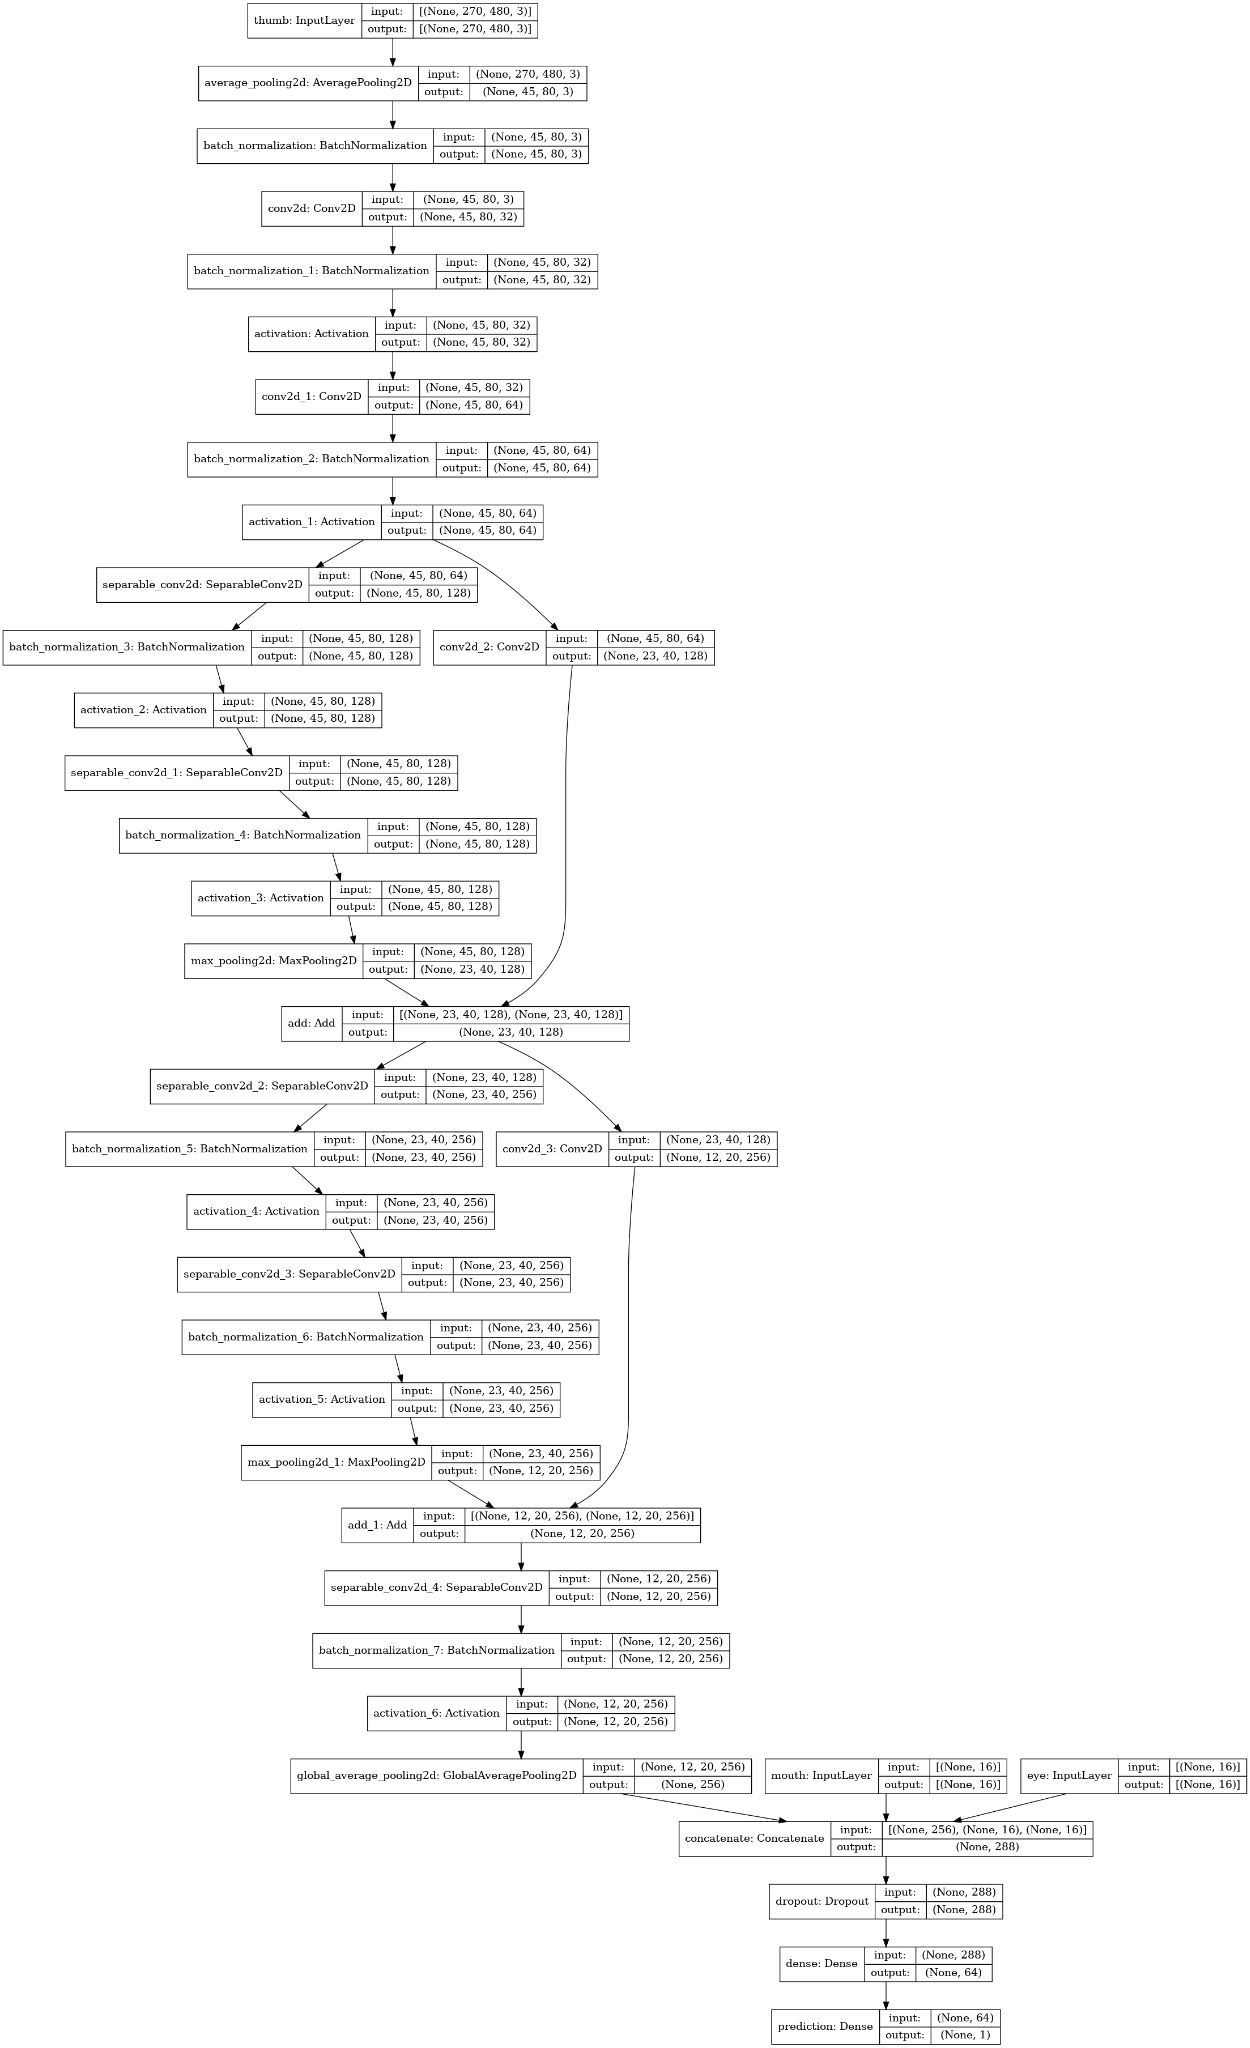 thumb: InputLayer input: [(None, 270, 480, 3)]
output: [(None, 270, 480, 3)]
average_pooling2d: AveragePooling2D input: (None, 270, 480, 3)
output: (None, 45, 80, 3)
batch_normalization: BatchNormalization input: (None, 45, 80, 3)
output: (None, 45, 80, 3)
conv2d: Conv2D input: (None, 45, 80, 3)
output: (None, 45, 80, 32)
batch_normalization_1: BatchNormalization input: (None, 45, 80, 32)
output: (None, 45, 80, 32)
activation: Activation input: (None, 45, 80, 32)
output: (None, 45, 80, 32)
conv2d_1: Conv2D input: (None, 45, 80, 32)
output: (None, 45, 80, 64)
batch_normalization_2: BatchNormalization input: (None, 45, 80, 64)
output: (None, 45, 80, 64)
activation_1: Activation input: (None, 45, 80, 64)
output: (None, 45, 80, 64)
separable_conv2d: SeparableConv2D input: (None, 45, 80, 64)
output: (None, 45, 80, 128)
batch_normalization_3: BatchNormalization input: (None, 45, 80, 128)
output: (None, 45, 80, 128)
conv2d_2: Conv2D input: (None, 45, 80, 64)
output: (None, 23, 40, 128)
activation_2: Activation input: (None, 45, 80, 128)
output: (None, 45, 80, 128)
separable_conv2d_1: SeparableConv2D input: (None, 45, 80, 128)
output: (None, 45, 80, 128)
batch_normalization_4: BatchNormalization input: (None, 45, 80, 128)
output: (None, 45, 80, 128)
activation_3: Activation input: (None, 45, 80, 128)
output: (None, 45, 80, 128)
max_pooling2d: MaxPooling2D input: (None, 45, 80, 128)
output: (None, 23, 40, 128)
add: Add input: [(None, 23, 40, 128), (None, 23, 40, 128)]
output: (None, 23, 40, 128)
separable_conv2d_2: SeparableConv2D input: (None, 23, 40, 128)
output: (None, 23, 40, 256)
batch_normalization_5: BatchNormalization input: (None, 23, 40, 256)
output: (None, 23, 40, 256)
conv2d_3: Conv2D input: (None, 23, 40, 128)
output: (None, 12, 20, 256)
activation_4: Activation input: (None, 23, 40, 256)
output: (None, 23, 40, 256)
separable_conv2d_3: SeparableConv2D input: (None, 23, 40, 256)
output: (None, 23, 40, 256)
batch_normalization_6: BatchNormalization input: (None, 23, 40, 256)
output: (None, 23, 40, 256)
activation_5: Activation input: (None, 23, 40, 256)
output: (None, 23, 40, 256)
max_pooling2d_1: MaxPooling2D input: (None, 23, 40, 256)
output: (None, 12, 20, 256)
add_1: Add input: [(None, 12, 20, 256), (None, 12, 20, 256)]
output: (None, 12, 20, 256)
separable_conv2d_4: SeparableConv2D input: (None, 12, 20, 256)
output: (None, 12, 20, 256)
batch_normalization_7: BatchNormalization input: (None, 12, 20, 256)
output: (None, 12, 20, 256)
activation_6: Activation input: (None, 12, 20, 256)
output: (None, 12, 20, 256)
global_average_pooling2d: GlobalAveragePooling2D input: (None, 12, 20, 256)
output: (None, 256)
mouth: InputLayer input: [(None, 16)]
output: [(None, 16)]
eye: InputLayer input: [(None, 16)]
output: [(None, 16)]
concatenate: Concatenate input: [(None, 256), (None, 16), (None, 16)]
output: (None, 288)
dropout: Dropout input: (None, 288)
output: (None, 288)
dense: Dense input: (None, 288)
output: (None, 64)
prediction: Dense input: (None, 64)
output: (None, 1)